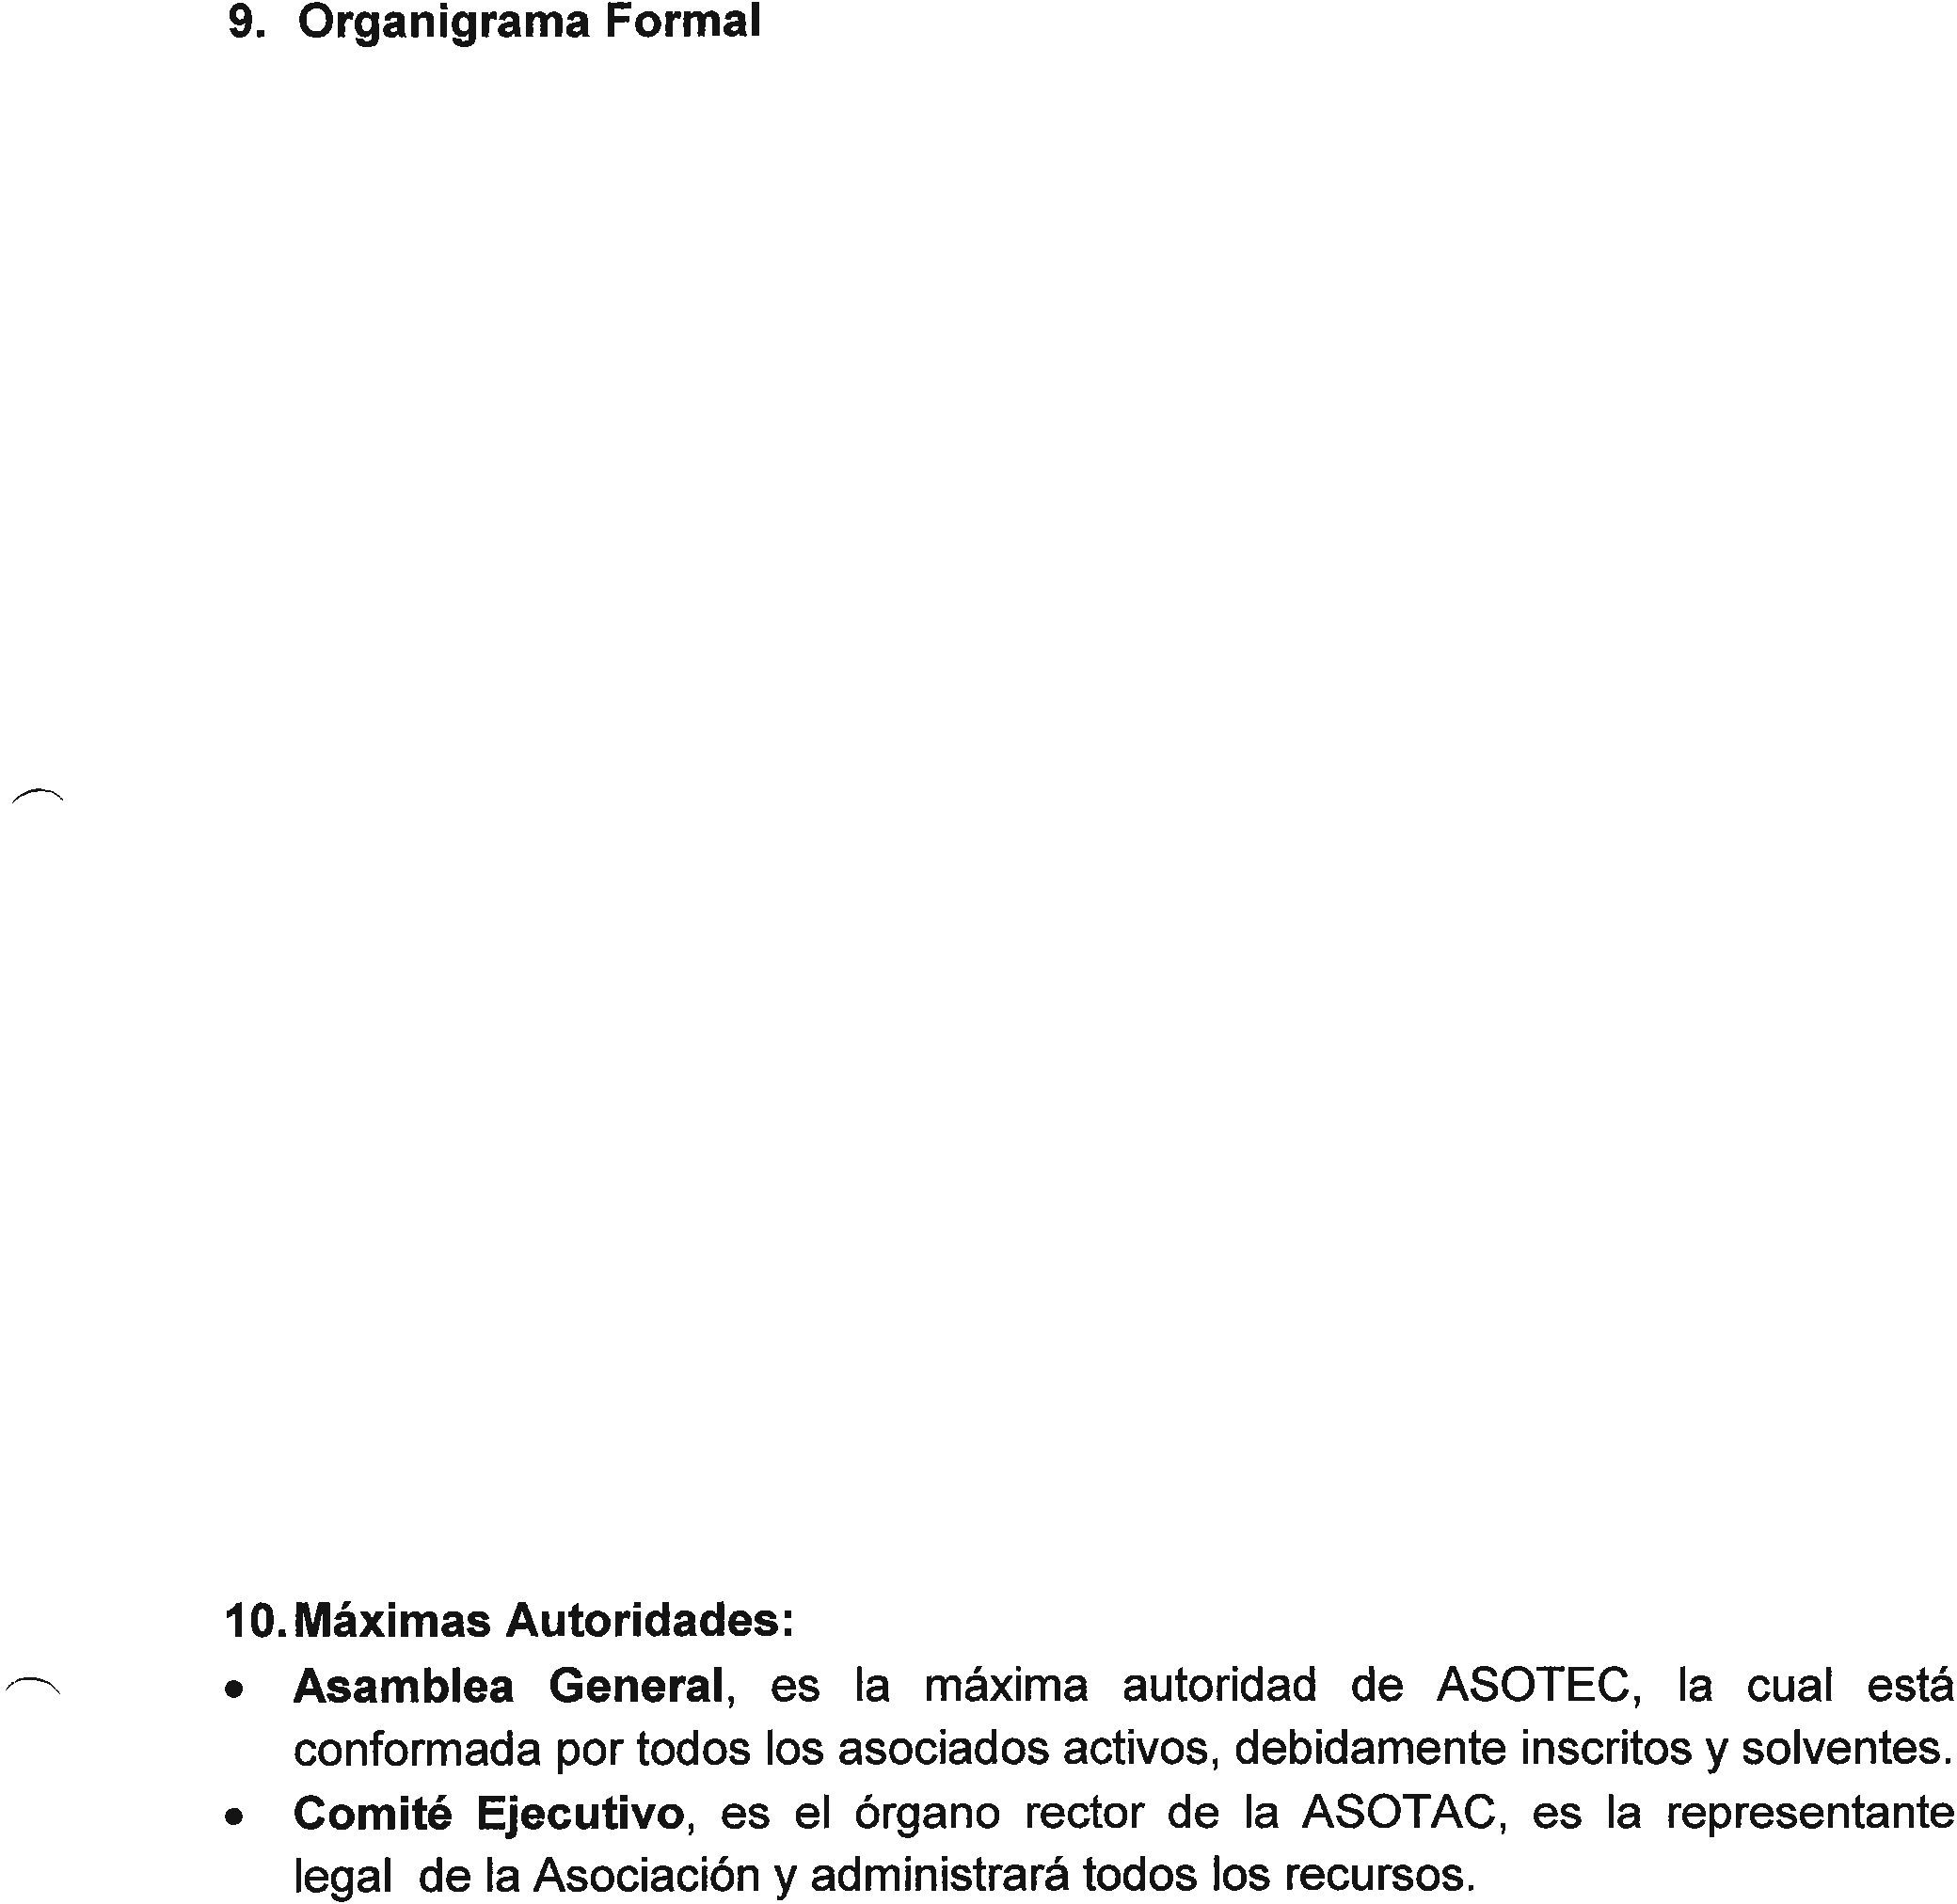 9. Organigrama Formal
10. Máximas Autoridades:
• Asamblea General, es la máxima autoridad de ASOTEC, la cual está
conformada por todos los asociados activos, debidamente inscritos y solventes.
• Comité Ejecutivo, es el órgano rector de la ASOTAC, es la representante
legal de la Asociación y administrará todos los recursos.